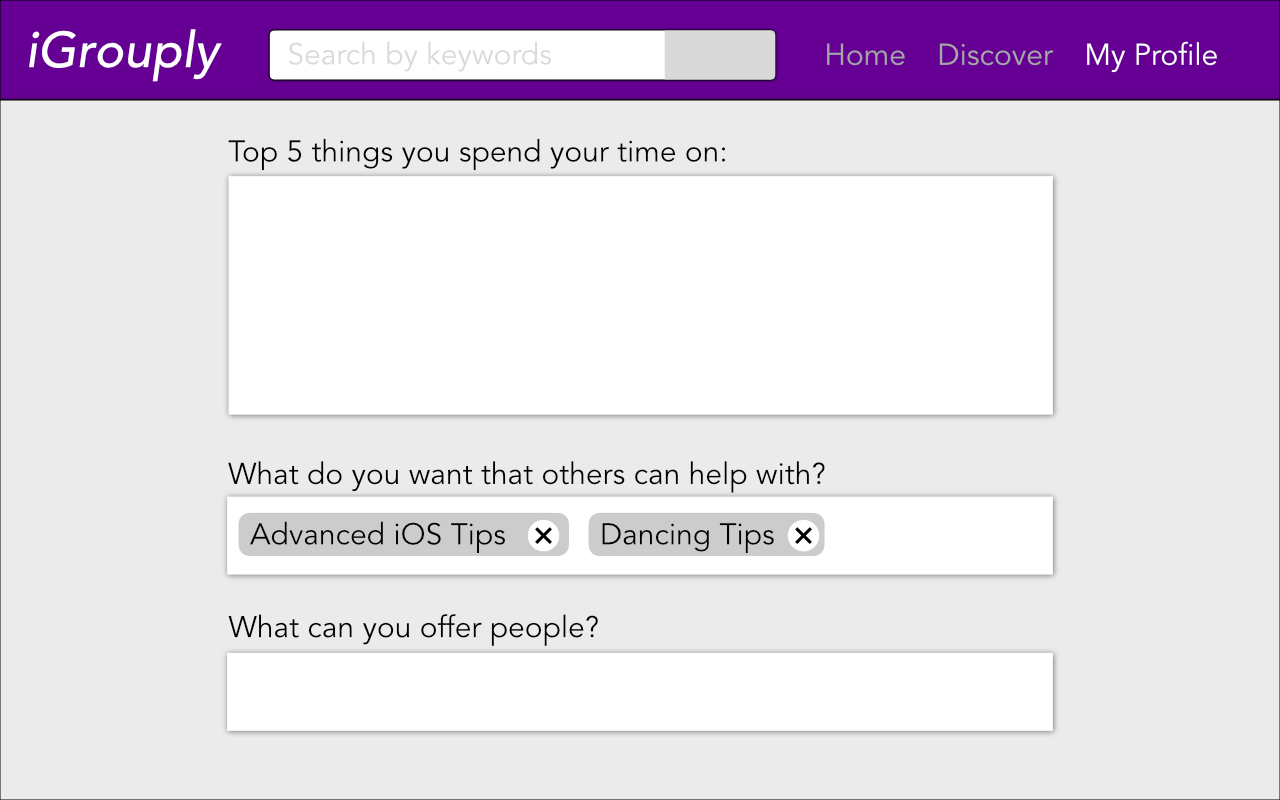 iGrouply Search by keywords Home Discover My Profile
Top 5 things you spend your time on:
What do you want that others can help with?
Advanced iOS Tips Dancing Tips
What can you offer people?